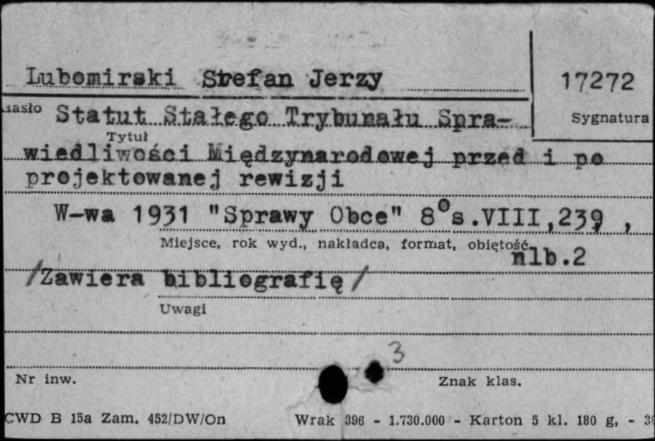 Lubomirski Stefan Jerzy
17272
Sygnatura
Statut Stałego Trybunału Spra-
Tytuł
wiedliwości Międzynarodowej przed i po
projektowanej rewizji
W-wa 1931 "Sprawy Obce" 8° s.VIII,239 ,
Miejsce, rok wyd., nakładca, format, objętość
nlb.2
/Zawiera bibliografię/
Uwagi
3
Nr inw.
Znak klas.
CWD B 15a Zam. 452/DW/On Wrak 396 - 1.730.000 - Karton 5 kl. 180 g, -